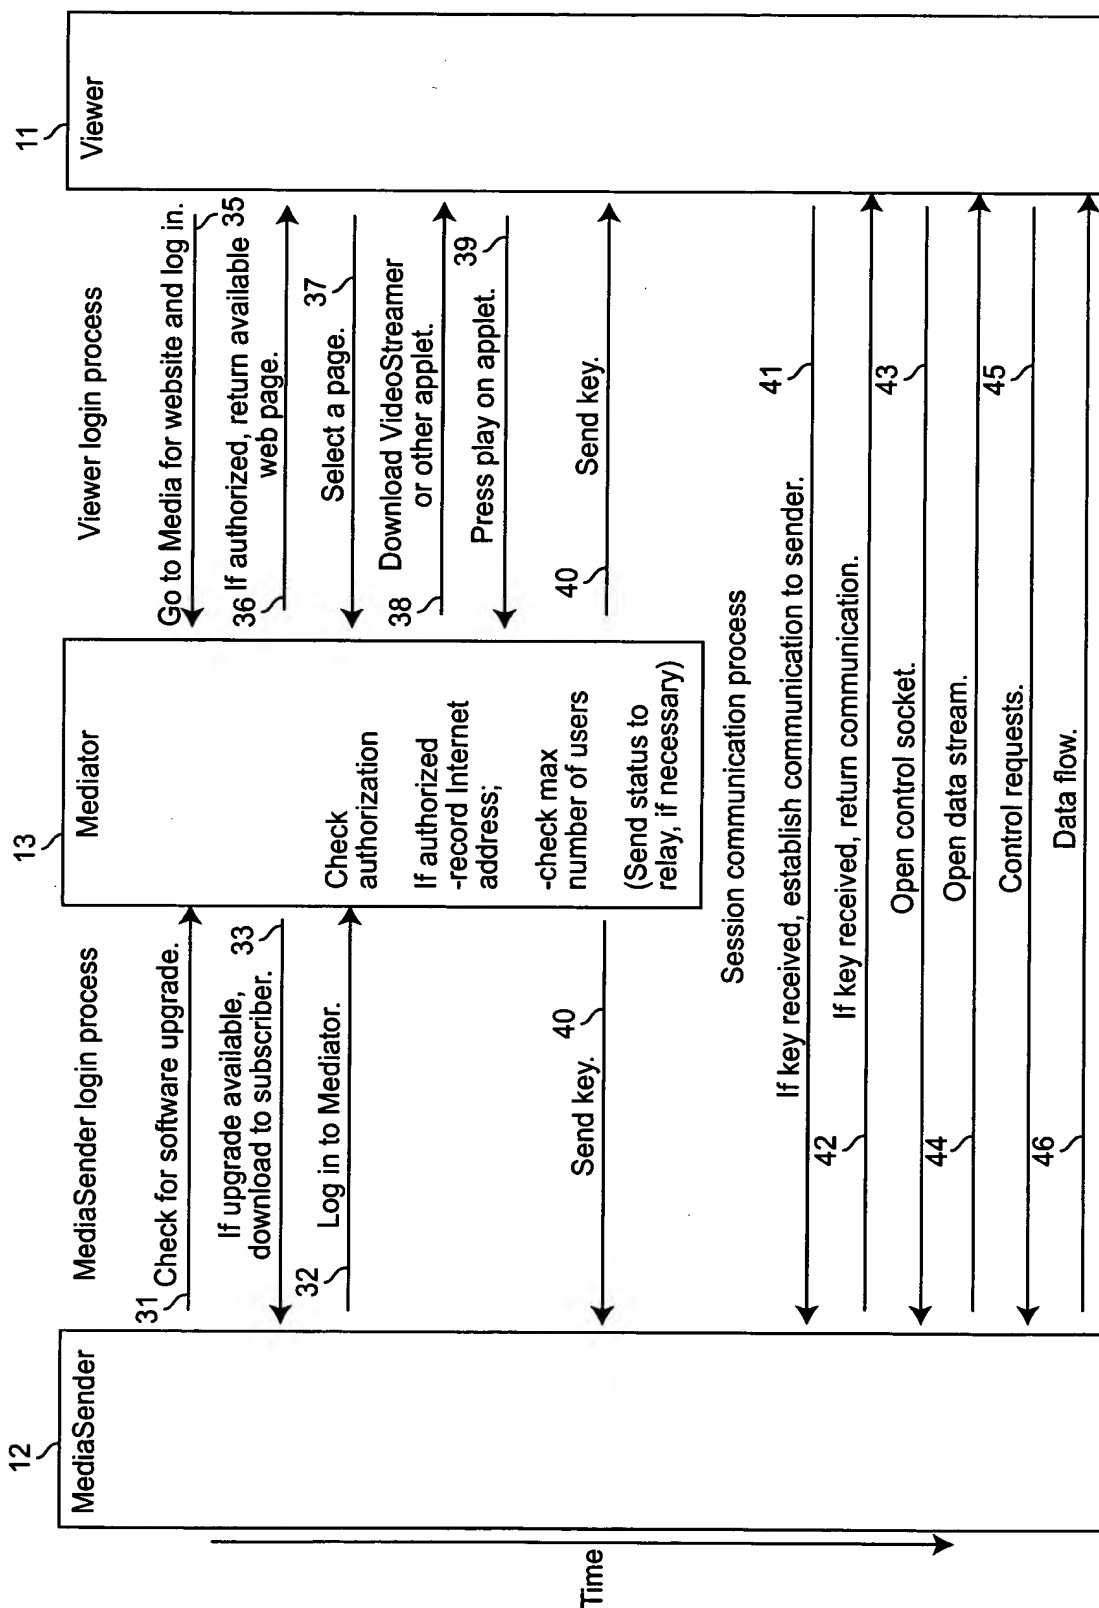 12
MediaSender
Time
MediaSender login process
31
Check for software upgrade.
If upgrade available,
download to subscriber.
33
32
Log in to Mediator.
Send key.
40
13
Mediator
Check
authorization
If authorized
-record Internet
address;
-check max
number of users
(Send status to
relay, if necessary)
Viewer login process
Go to Media for website and log in.
35
36
If authorized, return available
web page.
Select a page.
37
38
Download VideoStreamer
or other applet.
Press play on applet.
39
40
Send key.
11
Viewer
Session communication process
If key received, establish communication to sender.
41
42
If key received, return communication.
Open control socket.
43
44
Open data stream.
Control requests.
45
46
Data flow.